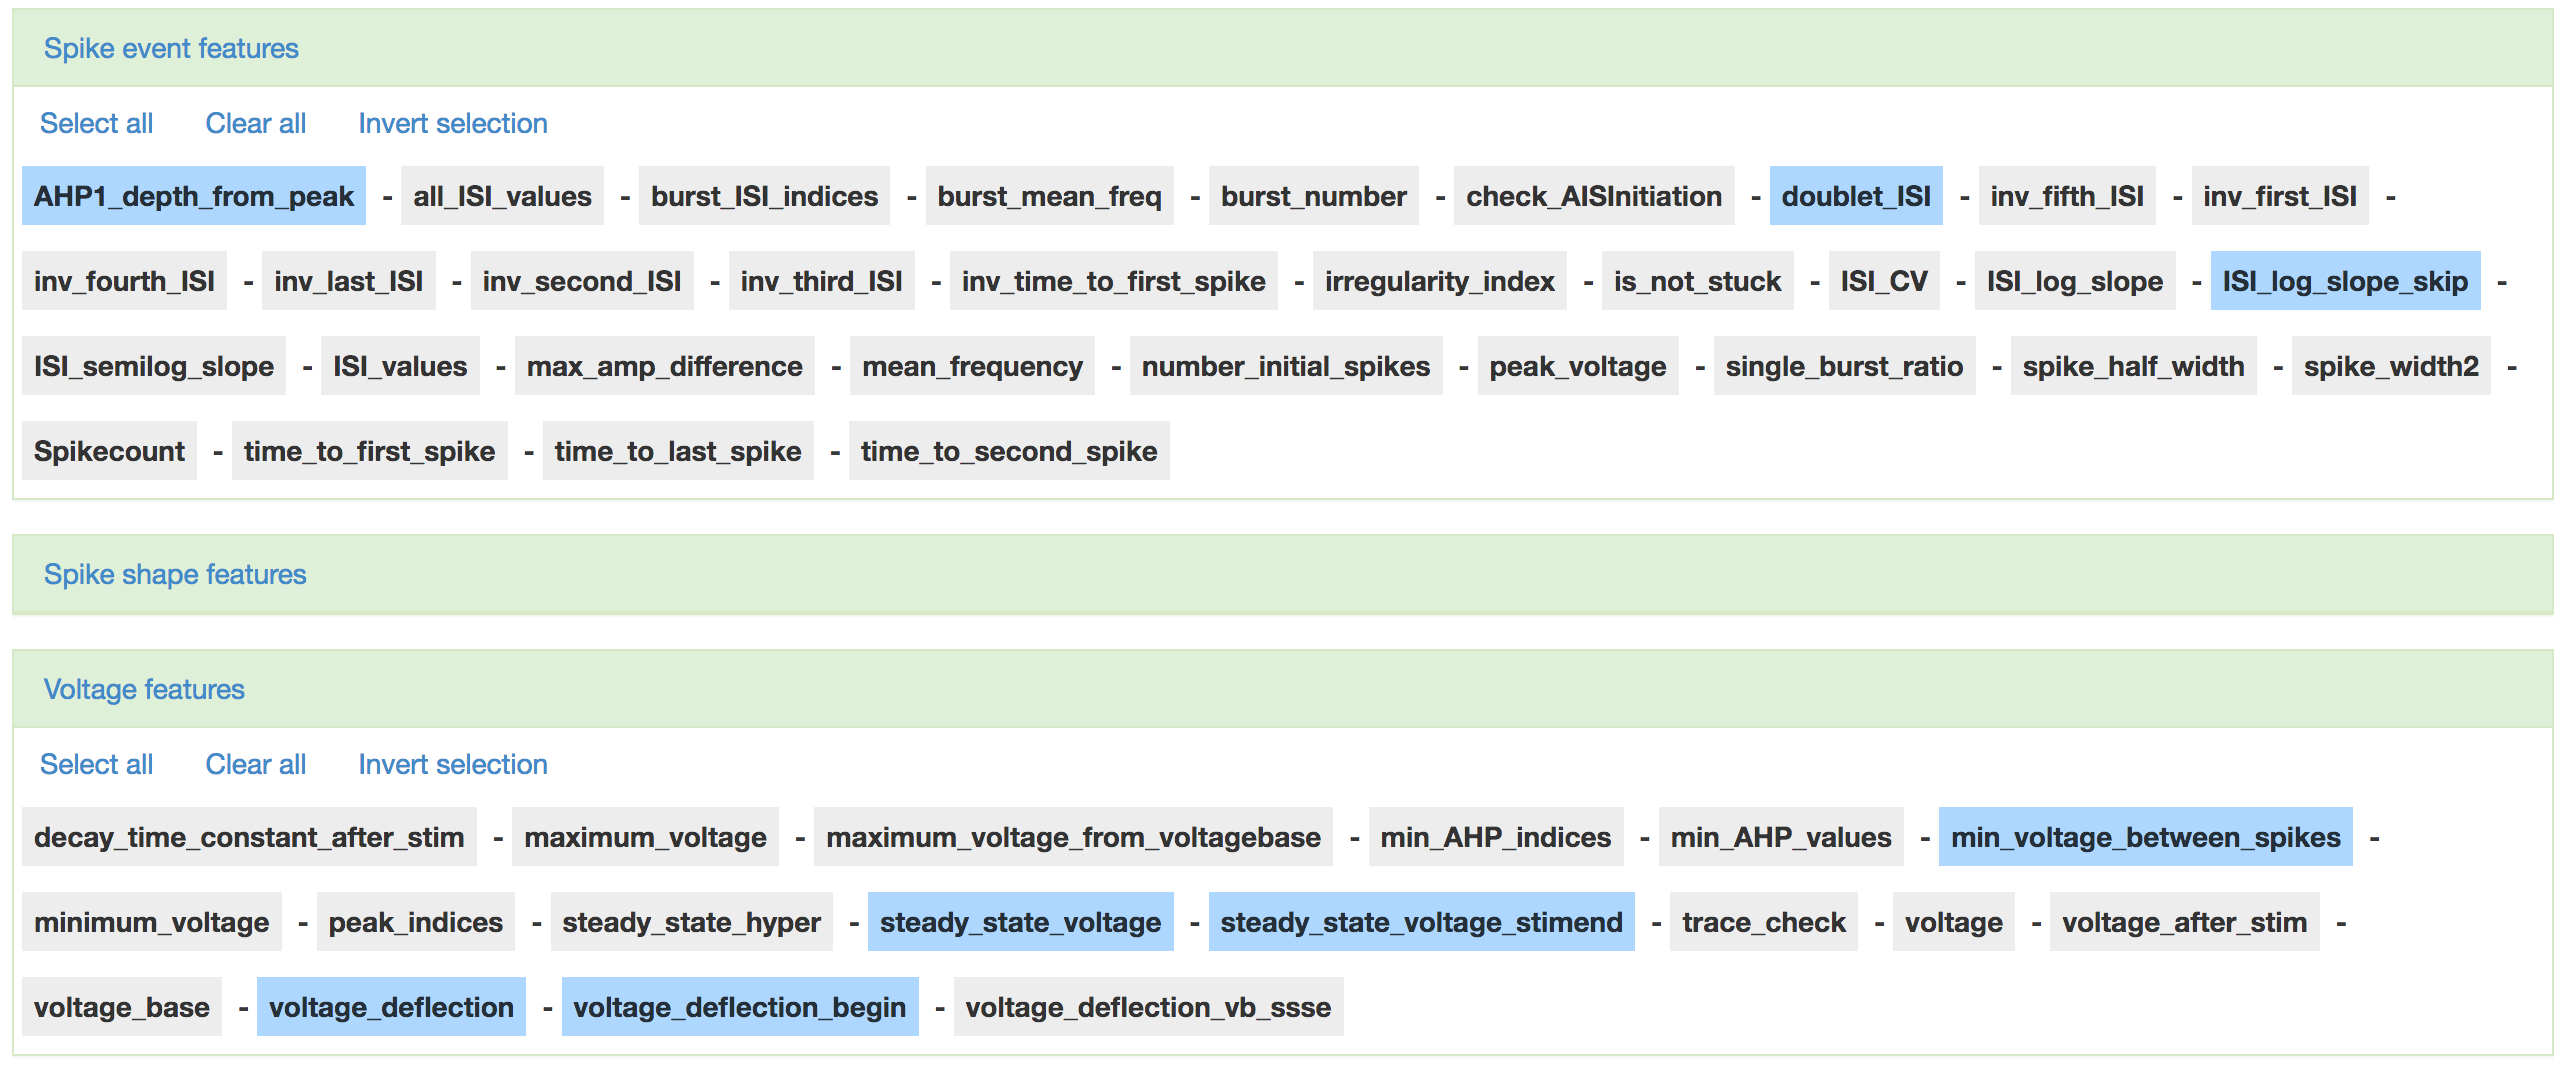 Spike event features
Select all Clear all Invert selection
AHP1_depth_from_peak - all_ISI_values - burst_ISI_indices - burst_mean_freq - burst_number - check_AISInitiation - doublet_ISI - inv_fifth_ISI - inv_first_ISI -
inv_fourth_ISI - inv_last_ISI - inv_second_ISI - inv_third_ISI - inv_time_to_first_spike - irregularity_index - is_not_stuck - ISI_CV - ISI_log_slope - ISI_log_slope_skip -
ISI_semilog_slope - ISI_values - max_amp_difference - mean_frequency - number_initial_spikes - peak_voltage - single_burst_ratio - spike_half_width - spike_width2 -
Spikecount - time_to_first_spike - time_to_last_spike - time_to_second_spike
Spike shape features
Voltage features
Select all Clear all Invert selection
decay_time_constant_after_stim - maximum_voltage - maximum_voltage_from_voltagebase - min_AHP_indices - min_AHP_values - min_voltage_between_spikes -
minimum_voltage - peak_indices - steady_state_hyper - steady_state_voltage - steady_state_voltage_stimend - trace_check - voltage - voltage_after_stim -
voltage_base - voltage_deflection - voltage_deflection_begin - voltage_deflection_vb_ssse